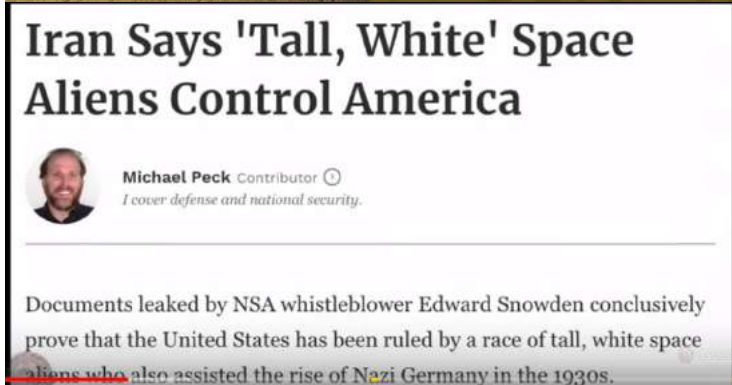 Iran Says 'Tall, White' Space
Aliens Control America
Michael Peck Contributor
I cover defense and national security.
Documents leaked by NSA whistleblower Edward Snowden conclusively
prove that the United States has been ruled by a race of tall, white space
aliens who also assisted the rise of Nazi Germany in the 1930s.